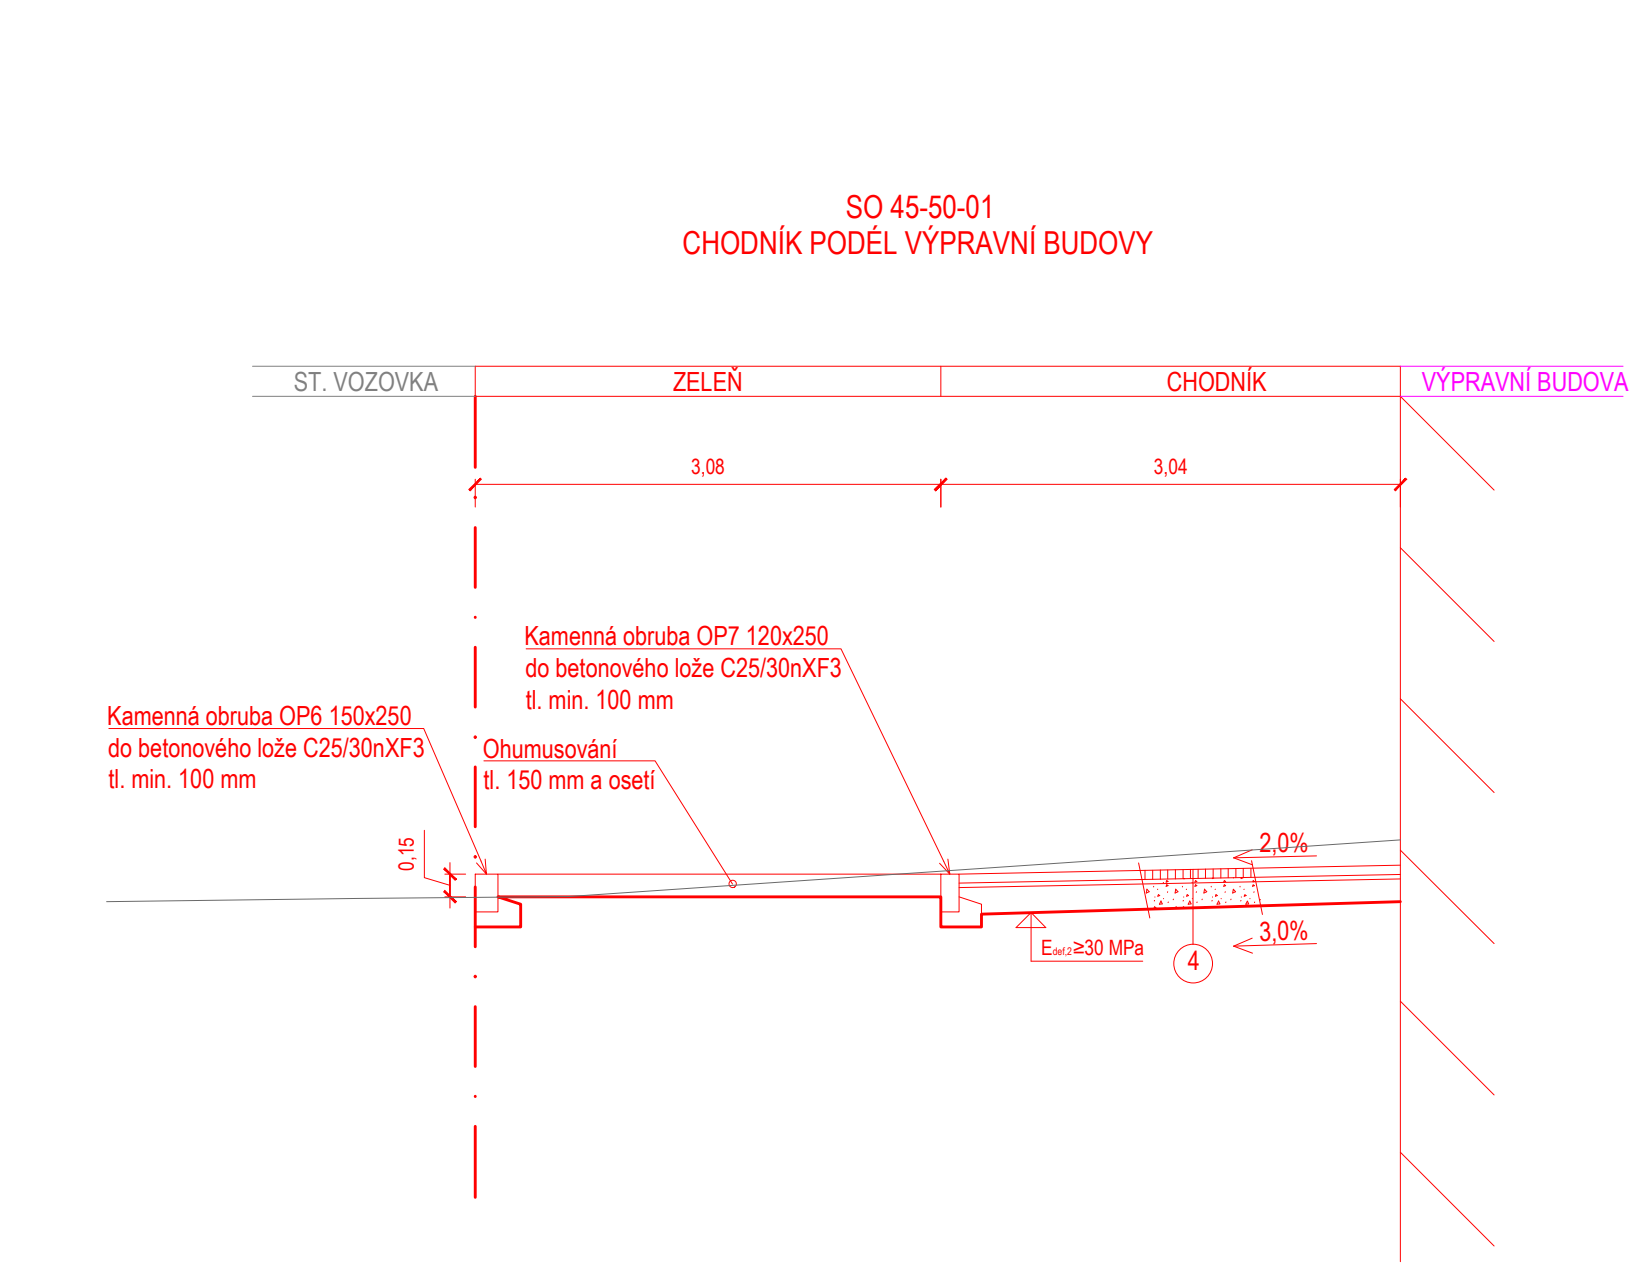 SO 45-50-01
CHODNÍK PODÉL VÝPRAVNÍ BUDOVY
ST. VOZOVKA
ZELEŇ
CHODNÍK
VÝPRAVNÍ BUDOVA
3,08
3,04
Kamenná obruba OP7 120x250
do betonového lože C25/30nXF3
tl. min. 100 mm
Kamenná obruba OP6 150x250
do betonového lože C25/30nXF3
tl. min. 100 mm
Ohumusování
tl. 150 mm a osetí
0,15
2,0%
3,0%
Edef,2≥30 MPa
4